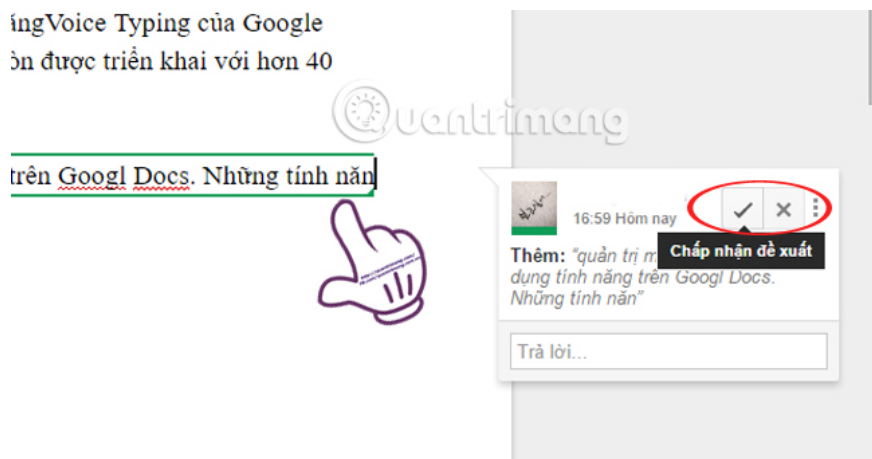 ăngVoice Typing của Google
òn được triển khai với hơn 40
Quantrimang
trên Googl Docs. Những tính năn
16:59 Hôm nay
Chấp nhận đề xuất
Thêm: "quản trị m
dụng tính năng trên Googl Docs.
Những tính năn"
Trả lời...